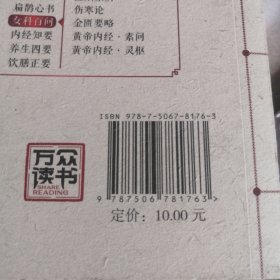 扁鹊心书
伤寒论
女科百问
金匮要略
内经知要
黄帝内经·素问
养生四要
黄帝内经·灵枢
饮膳正要
ISBN 978-7-5067-8176-3
万众
读书
SHARE
READING
9 787506 781763 >
定价：10.00 元